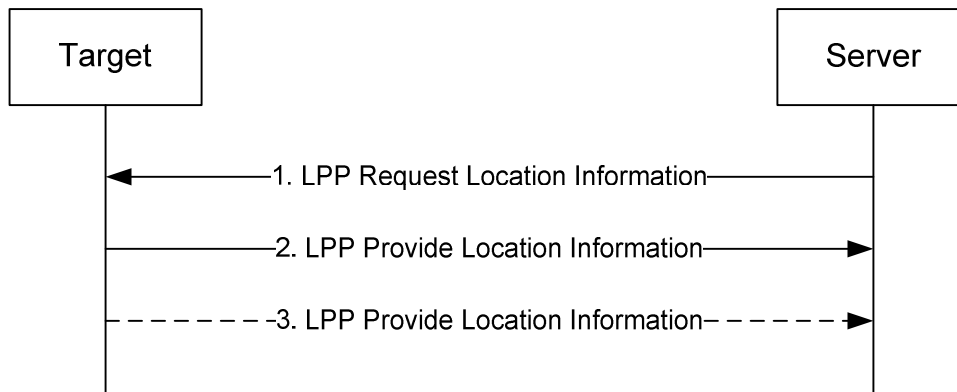 Target
Server
1. LPP Request Location Information
2. LPP Provide Location Information
3. LPP Provide Location Information